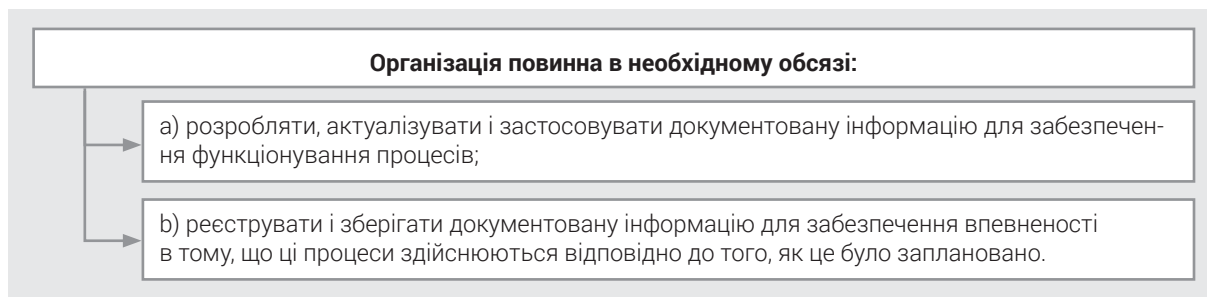 Організація повинна в необхідному обсязі:
a) розробляти, актуалізувати і застосовувати документовану інформацію для забезпечен-
ня функціонування процесів;
b) реєструвати і зберігати документовану інформацію для забезпечення впевненості
в тому, що ці процеси здійснюються відповідно до того, як це було заплановано.